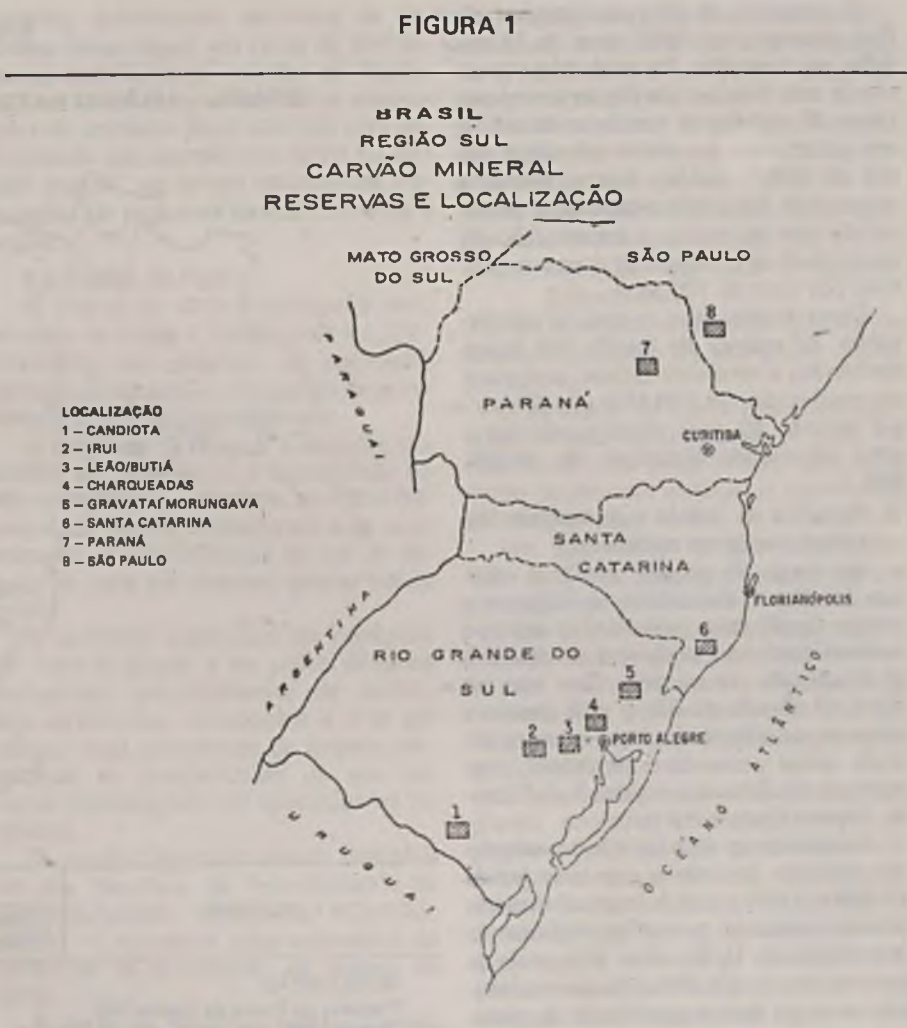 FIGURA 1
BRASIL
REGIÃO SUL
CARVÃO MINERAL
RESERVAS E LOCALIZAÇÃO
MATO GROSSO
DO SUL
SÃO PAULO
8
7
PARAGUAI
PARANÁ
CURITIBA
LOCALIZAÇÃO
1 – CANDIOTA
2 – IRUI
3 – LEÃO/BUTIÁ
4 – CHARQUEADAS
5 – GRAVATAÍ MORUNGAVA
6 – SANTA CATARINA
7 – PARANÁ
8 – SÃO PAULO
SANTA
CATARINA
FLORIANÓPOLIS
ARGENTINA
6
RIO GRANDE DO
SUL
5
4
2
3
PORTO ALEGRE
OCEANO ATLÂNTICO
1
URUGUAI